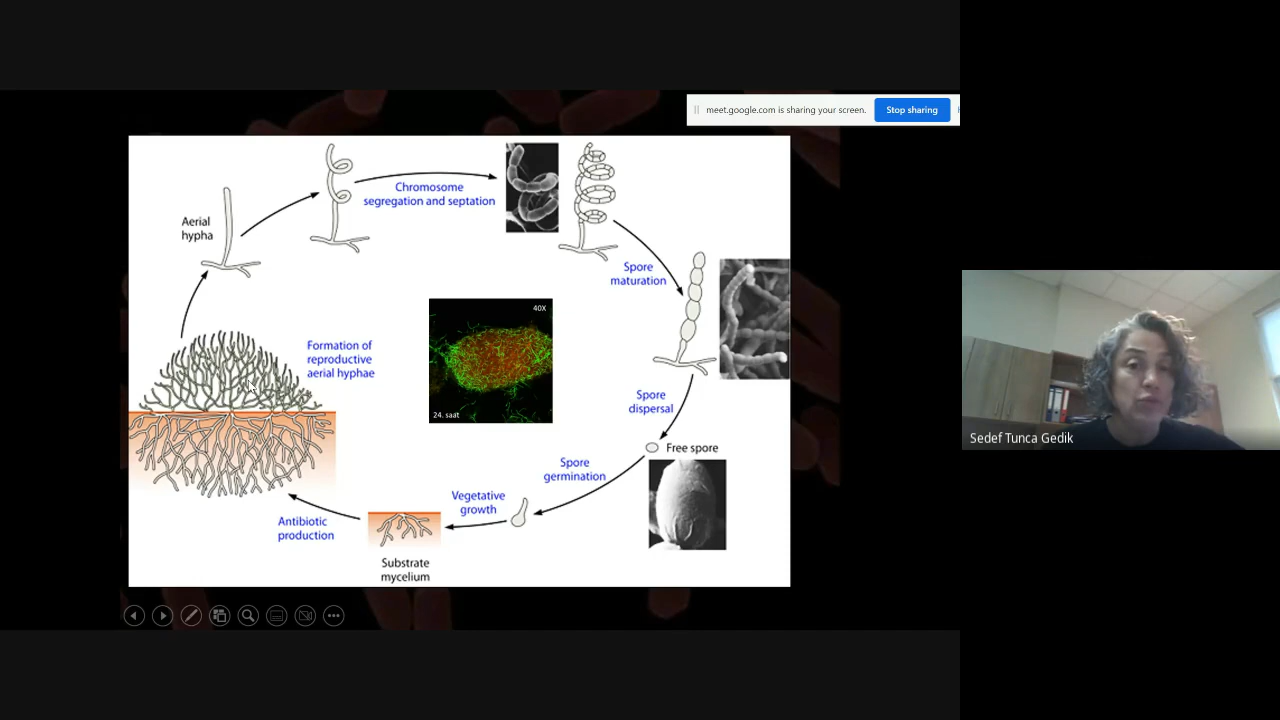 meet.google.com is sharing your screen.
Stop sharing
Chromosome
segregation and septation
Aerial
hypha
Spore
maturation
40X
24. saat
Formation of
reproductive
aerial hyphae
Spore
dispersal
Free spore
Spore
germination
Vegetative
growth
Antibiotic
production
Substrate
mycelium
Sedef Tunca Gedik